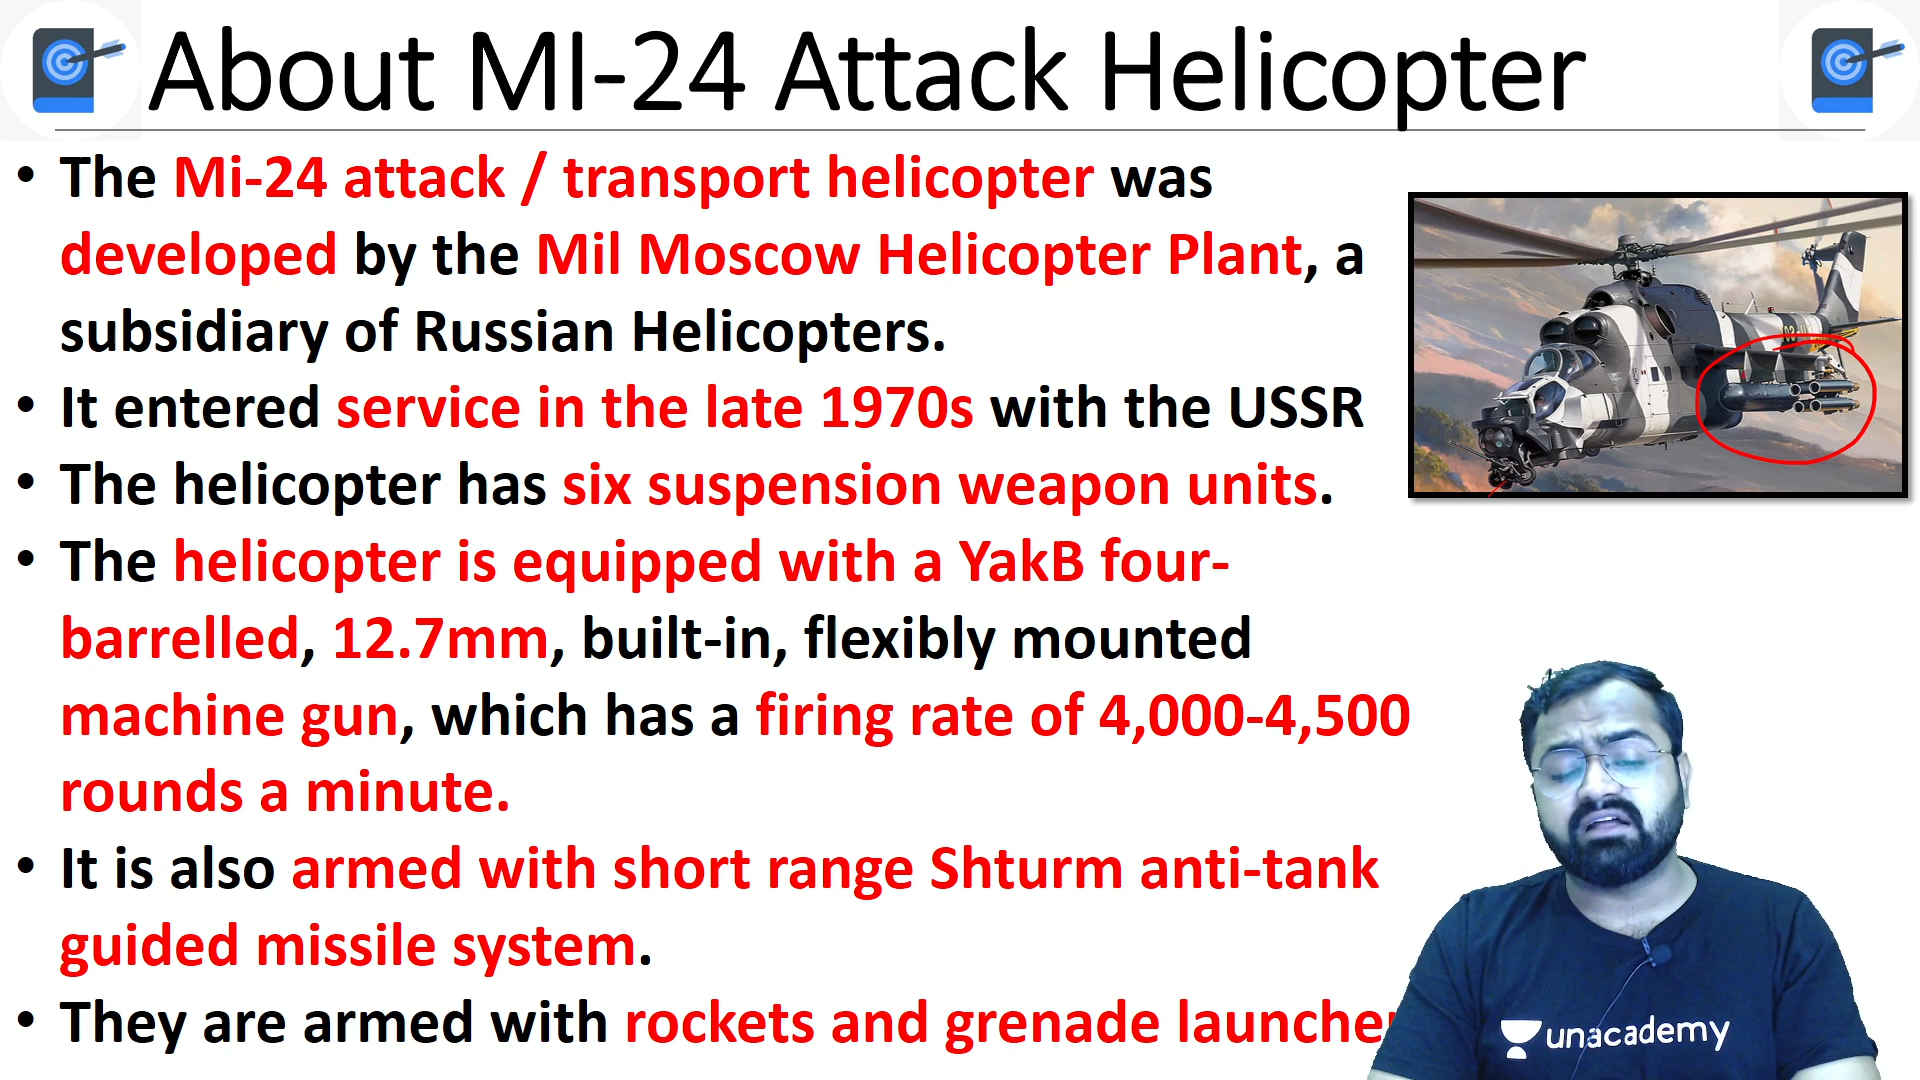 About MI-24 Attack Helicopter
• The Mi-24 attack / transport helicopter was
developed by the Mil Moscow Helicopter Plant, a
subsidiary of Russian Helicopters.
• It entered service in the late 1970s with the USSR
• The helicopter has six suspension weapon units.
• The helicopter is equipped with a YakB four-
barrelled, 12.7mm, built-in, flexibly mounted
machine gun, which has a firing rate of 4,000-4,500
rounds a minute.
• It is also armed with short range Shturm anti-tank
guided missile system.
• They are armed with rockets and grenade
unacademy